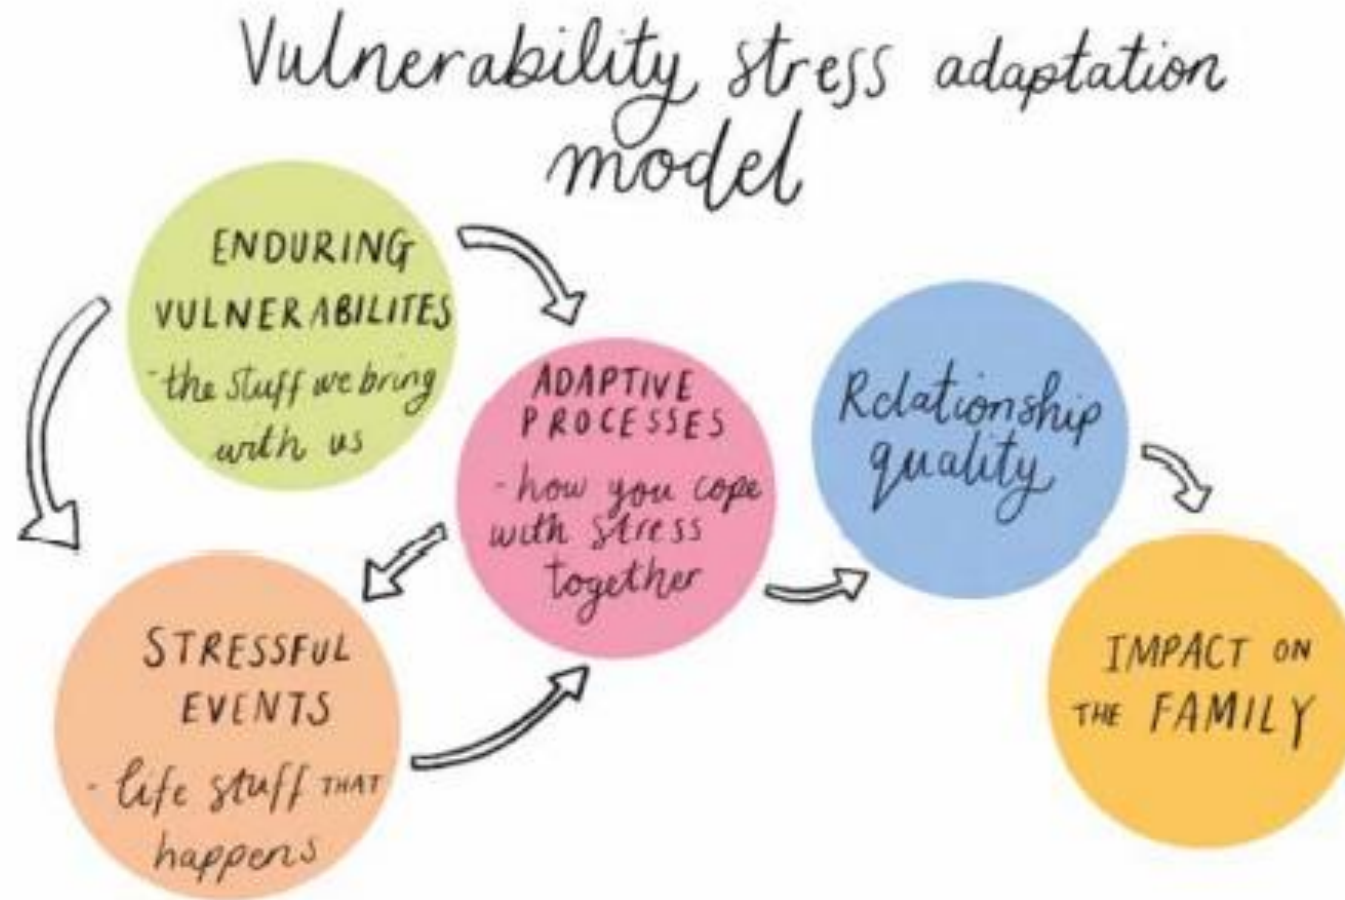 Vulnerability stress adaptation
model
ENDURING
VULNERABILITES
- the stuff we bring
with us
ADAPTIVE
PROCESSES
- how you cope
with stress
together
Relationship
quality
STRESSFUL
EVENTS
- life stuff THAT
happens
IMPACT ON
THE FAMILY